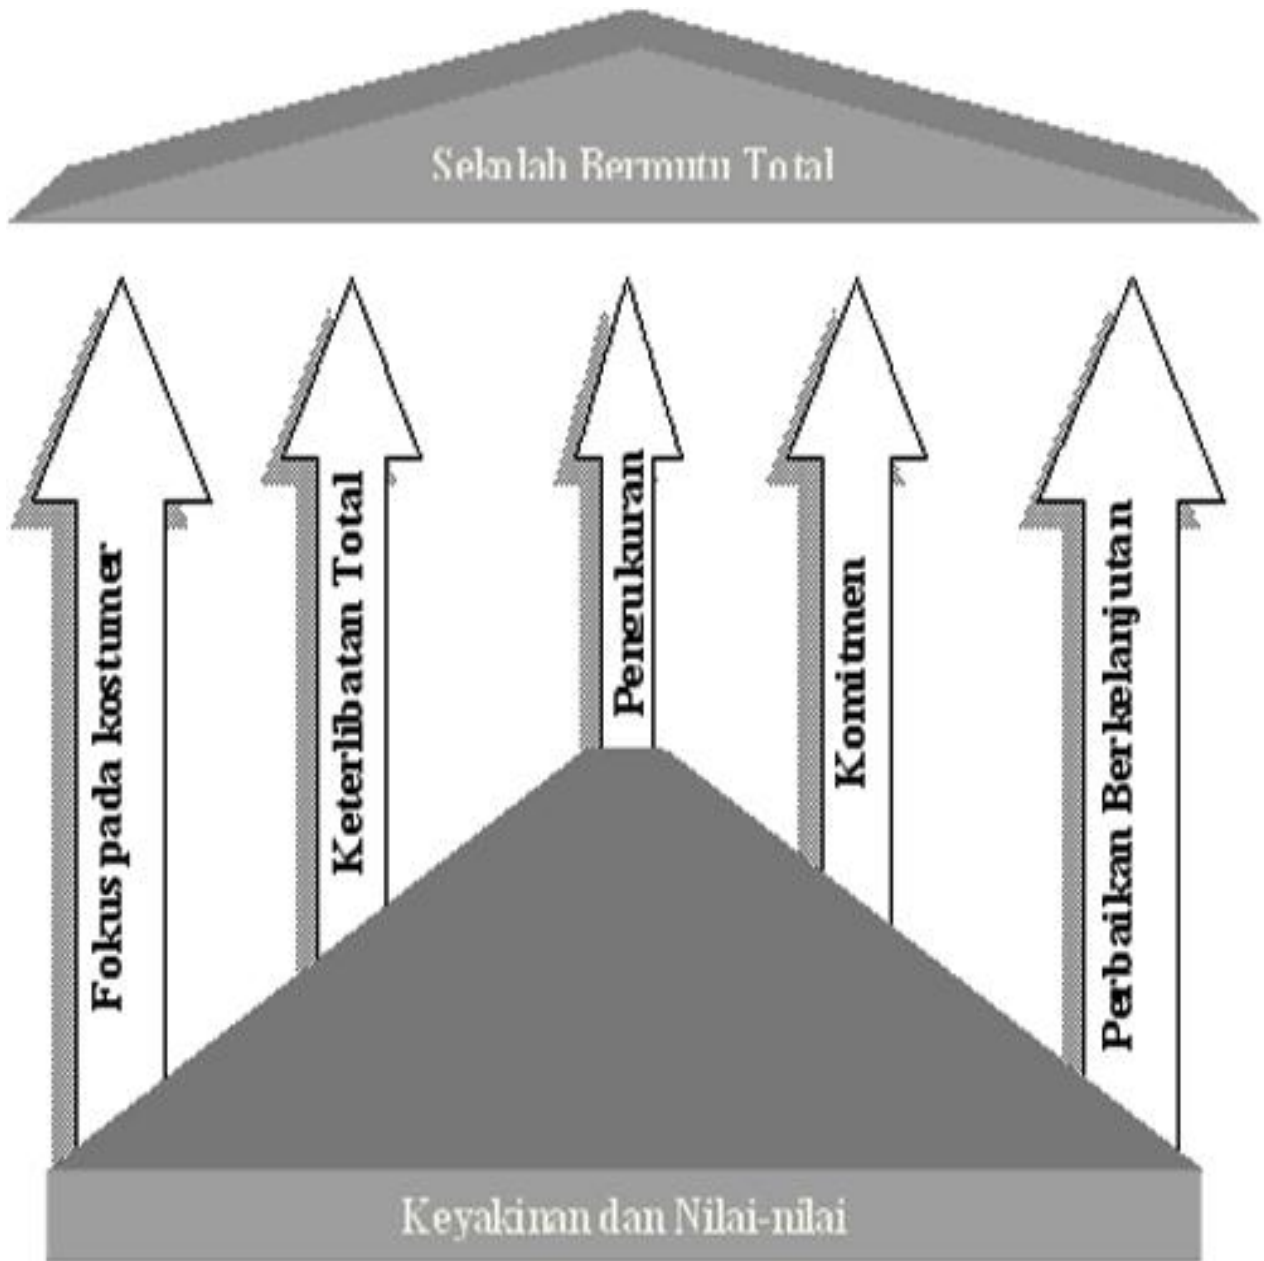 Sekolah Bermutu Total
Fokus pada kostumer
Keterlibatan Total
Pengukuran
Komitmen
Perbaikan Berkelanjutan
Keyakinan dan Nilai-nilai